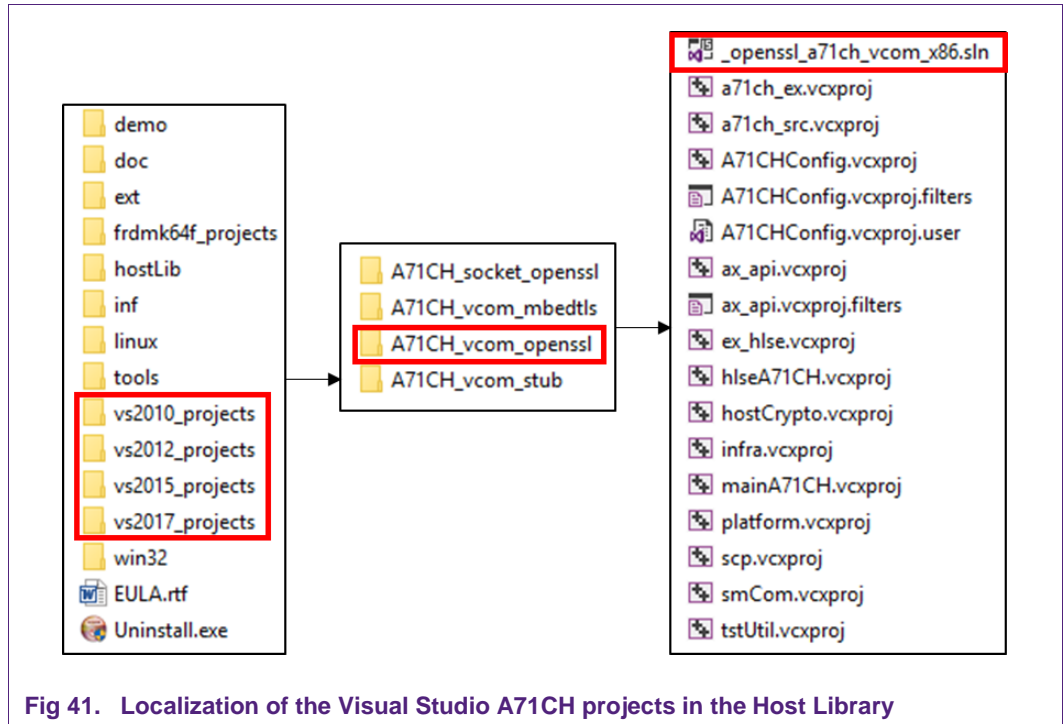 demo
doc
ext
frdmk64f_projects
hostLib
inf
linux
tools
vs2010_projects
vs2012_projects
vs2015_projects
vs2017_projects
win32
EULA.rtf
Uninstall.exe
A71CH_socket_openssl
A71CH_vcom_mbedtls
A71CH_vcom_openssl
A71CH_vcom_stub
_openssl_a71ch_vcom_x86.sln
a71ch_ex.vcxproj
a71ch_src.vcxproj
A71CHConfig.vcxproj
A71CHConfig.vcxproj.filters
A71CHConfig.vcxproj.user
ax_api.vcxproj
ax_api.vcxproj.filters
ex_hlse.vcxproj
hlseA71CH.vcxproj
hostCrypto.vcxproj
infra.vcxproj
mainA71CH.vcxproj
platform.vcxproj
scp.vcxproj
smCom.vcxproj
tstUtil.vcxproj
Fig 41. Localization of the Visual Studio A71CH projects in the Host Library